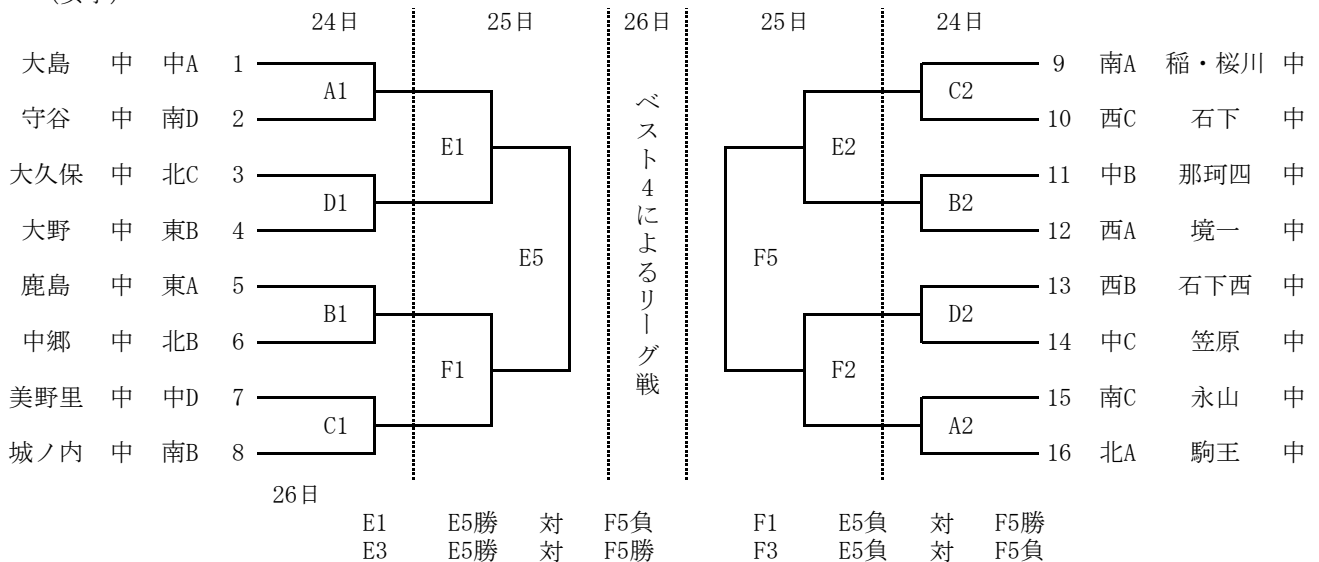 24日 25日 26日 25日 24日
大島 中 中A 1 9 南A 稲・桜川 中
A1 C2
守谷 中 南D 2 10 西C 石下 中
E1 E2
大久保 中 北C 3 11 中B 那珂四 中
D1 B2
大野 中 東B 4 12 西A 境一 中
E5 ベスト4によるリーグ戦 F5
鹿島 中 東A 5 13 西B 石下西 中
B1 D2
中郷 中 北B 6 14 中C 笠原 中
F1 F2
美野里 中 中D 7 15 南C 永山 中
C1 A2
城ノ内 中 南B 8 16 北A 駒王 中
26日
E1 E5勝 対 F5負 F1 E5負 対 F5勝
E3 E5勝 対 F5勝 F3 E5負 対 F5負